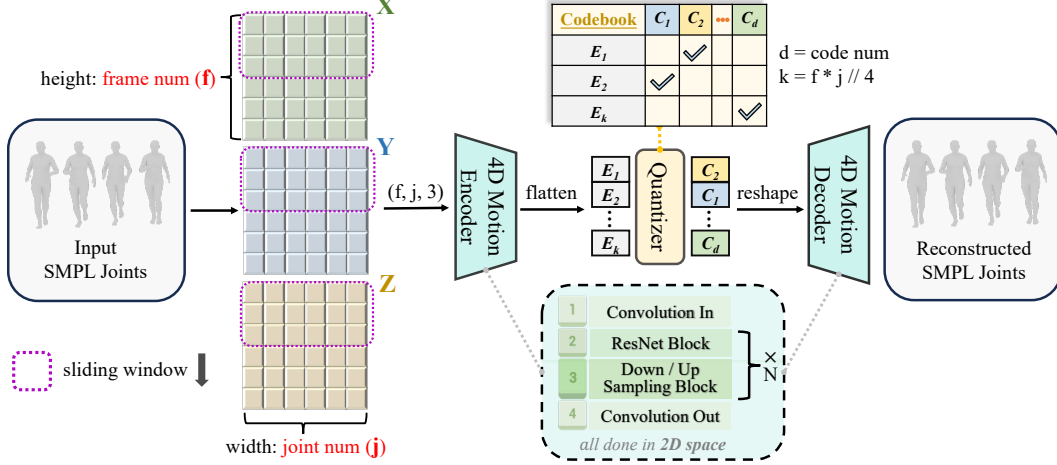 X
height: frame num (f)
Y
Z
Input
SMPL Joints
sliding window
width: joint num (j)
(f, j, 3)
4D Motion
Encoder
flatten
E1
E2
Ek
Quantizer
C2
C1
Cd
reshape
4D Motion
Decoder
Reconstructed
SMPL Joints
Codebook C1 C2 ••• Cd
E1
E2
Ek
d = code num
k = f * j // 4
1 Convolution In
2 ResNet Block
3 Down / Up
Sampling Block
4 Convolution Out
× N
all done in 2D space